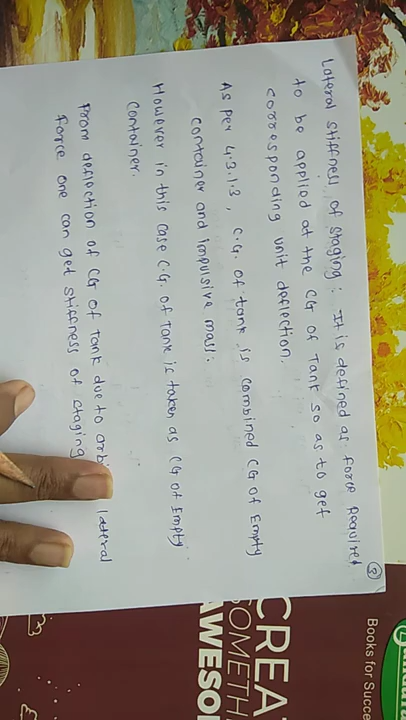 ②
Lateral stiffness of staging : It is defined as force required
to be applied at the CG of Tank so as to get
corresponding unit deflection.
As per 4.3.1.3, C.G. of tank is combined CG of Empty
container and impulsive mass.
However in this case C.G. of Tank is taken as CG of Empty
container.
From deflection of CG of Tank due to lateral
force one can get stiffness of staging
Books for Succe
CREA
SOMETH
AWESO